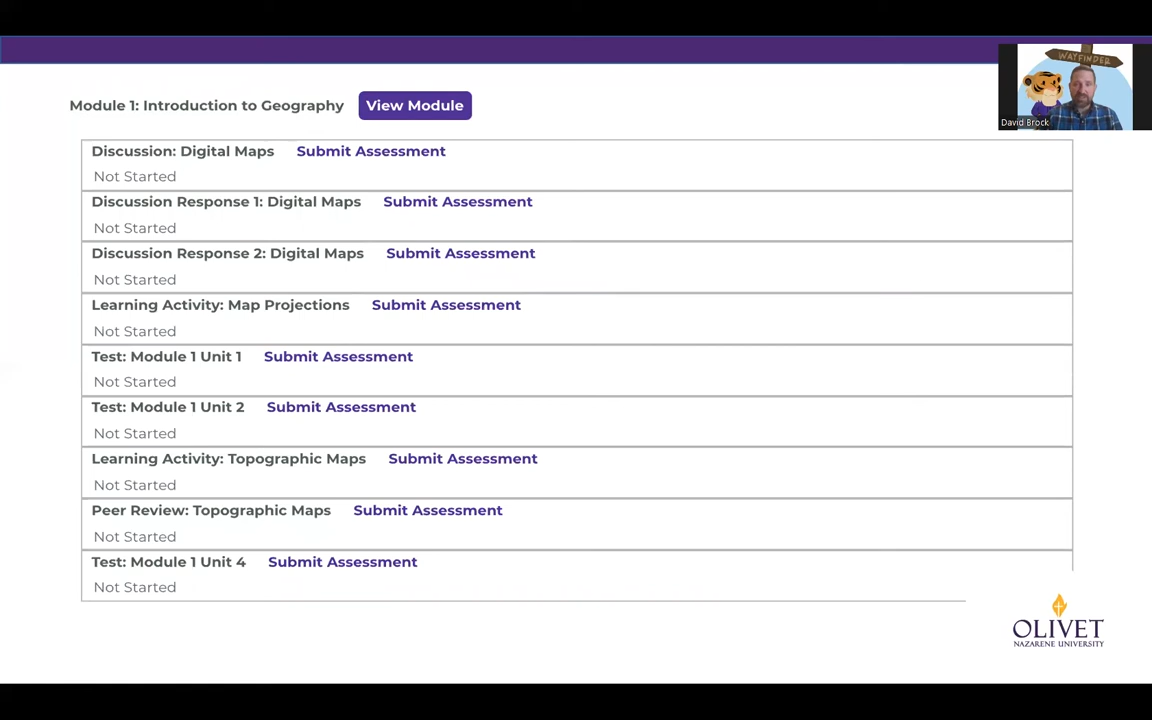 WAYFINDER
David Brock
Module 1: Introduction to Geography View Module
Discussion: Digital Maps Submit Assessment
Not Started
Discussion Response 1: Digital Maps Submit Assessment
Not Started
Discussion Response 2: Digital Maps Submit Assessment
Not Started
Learning Activity: Map Projections Submit Assessment
Not Started
Test: Module 1 Unit 1 Submit Assessment
Not Started
Test: Module 1 Unit 2 Submit Assessment
Not Started
Learning Activity: Topographic Maps Submit Assessment
Not Started
Peer Review: Topographic Maps Submit Assessment
Not Started
Test: Module 1 Unit 4 Submit Assessment
Not Started
OLIVET
NAZARENE UNIVERSITY